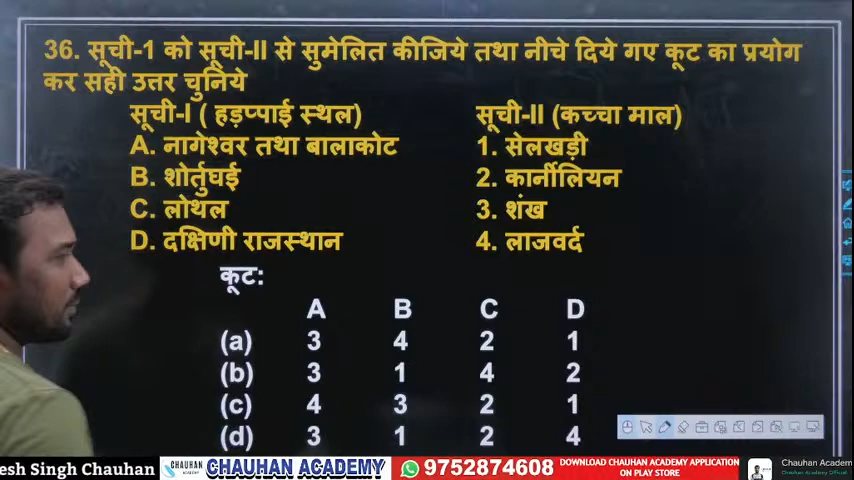 36. सूची-1 को सूची-II से सुमेलित कीजिये तथा नीचे दिये गए कूट का प्रयोग
कर सही उत्तर चुनिये
सूची-I ( हड़प्पाई स्थल) सूची-II (कच्चा माल)
A. नागेश्वर तथा बालाकोट 1. सेलखड़ी
B. शोर्तुघई 2. कार्नीलियन
C. लोथल 3. शंख
D. दक्षिणी राजस्थान 4. लाजवर्द
कूट:
A B C D
(a) 3 4 2 1
(b) 3 1 4 2
(c) 4 3 2 1
(d) 3 1 2 4
esh Singh Chauhan CHAUHAN ACADEMY 9752874608 DOWNLOAD CHAUHAN ACADEMY APPLICATION Chauhan Academ
ON PLAY STORE Chauhan Academy Official